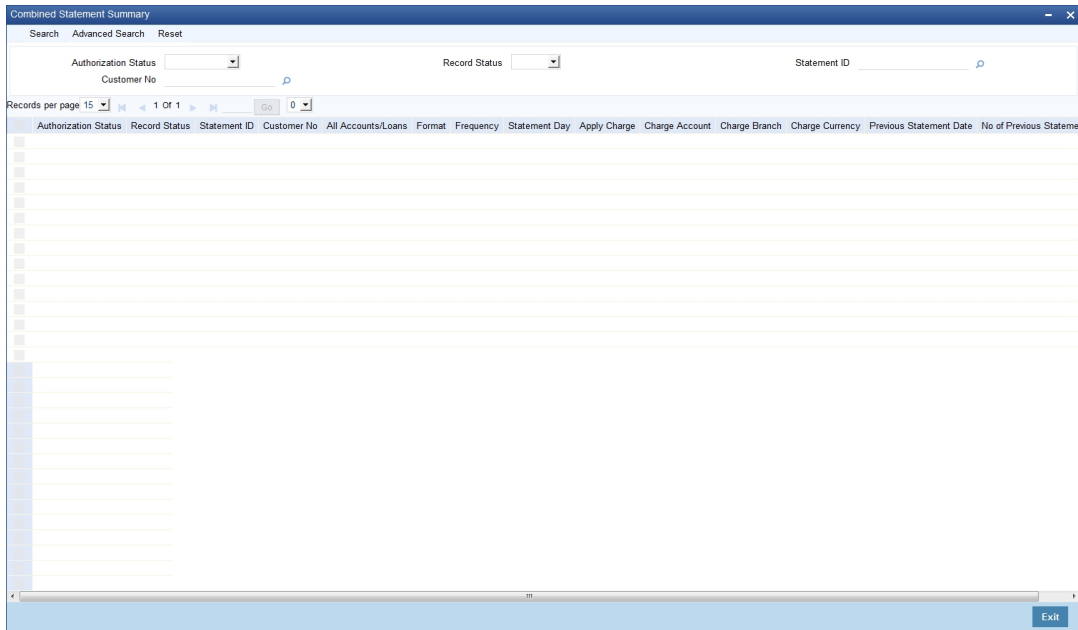 Combined Statement Summary
Search Advanced Search Reset
Authorization Status Record Status Statement ID
Customer No
Records per page 15 1 Of 1 Go 0
Authorization Status Record Status Statement ID Customer No All Accounts/Loans Format Frequency Statement Day Apply Charge Charge Account Charge Branch Charge Currency Previous Statement Date No of Previous Stateme
Exit